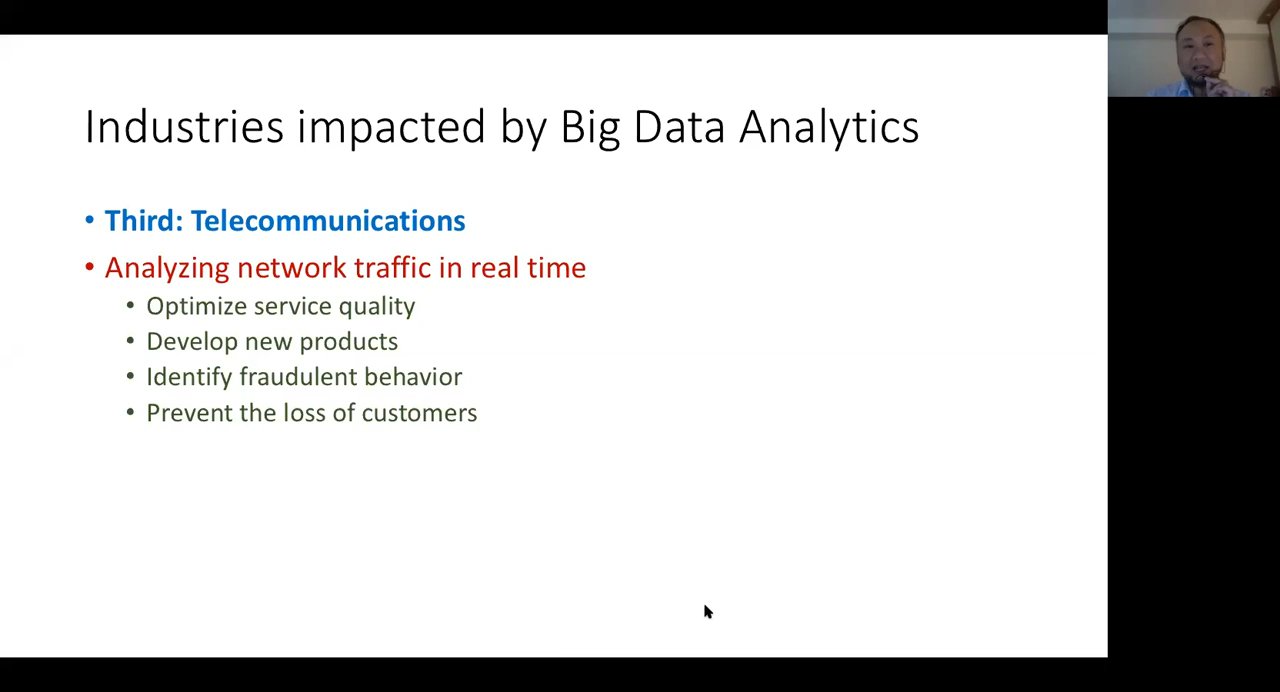 Industries impacted by Big Data Analytics
• Third: Telecommunications
• Analyzing network traffic in real time
• Optimize service quality
• Develop new products
• Identify fraudulent behavior
• Prevent the loss of customers